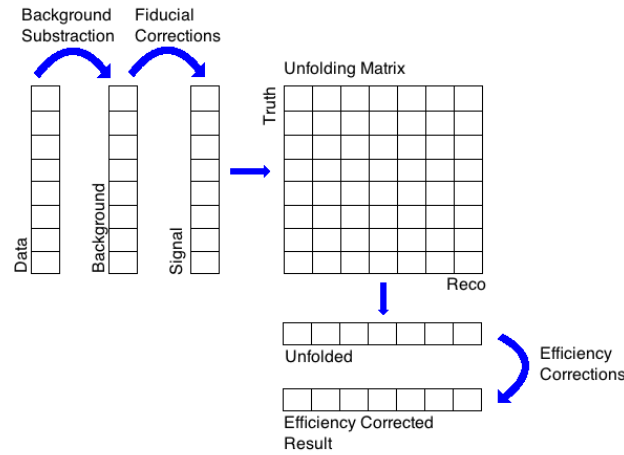 Background
Substraction
Fiducial
Corrections
Unfolding Matrix
Truth
Data
Background
Signal
Reco
Unfolded
Efficiency
Corrections
Efficiency Corrected
Result